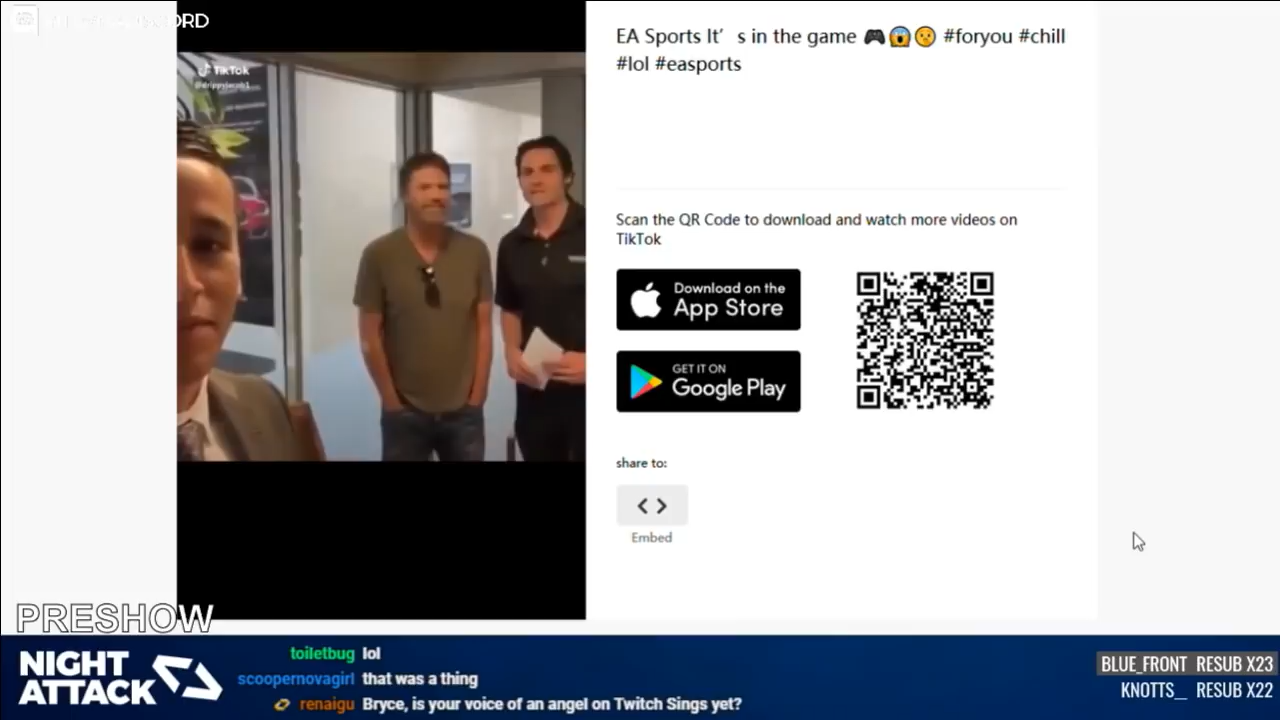 CORD
EA Sports It’s in the game 🎮😱🤫 #foryou #chill
#lol #easports
TikTok
@drippyjacob1
Scan the QR Code to download and watch more videos on
TikTok
Download on the
App Store
GET IT ON
Google Play
share to:
Embed
PRESHOW
NIGHT
ATTACK
toiletbug lol
scoopernovagirl that was a thing
renaigu Bryce, is your voice of an angel on Twitch Sings yet?
BLUE_FRONT RESUB X23
KNOTTS__ RESUB X22